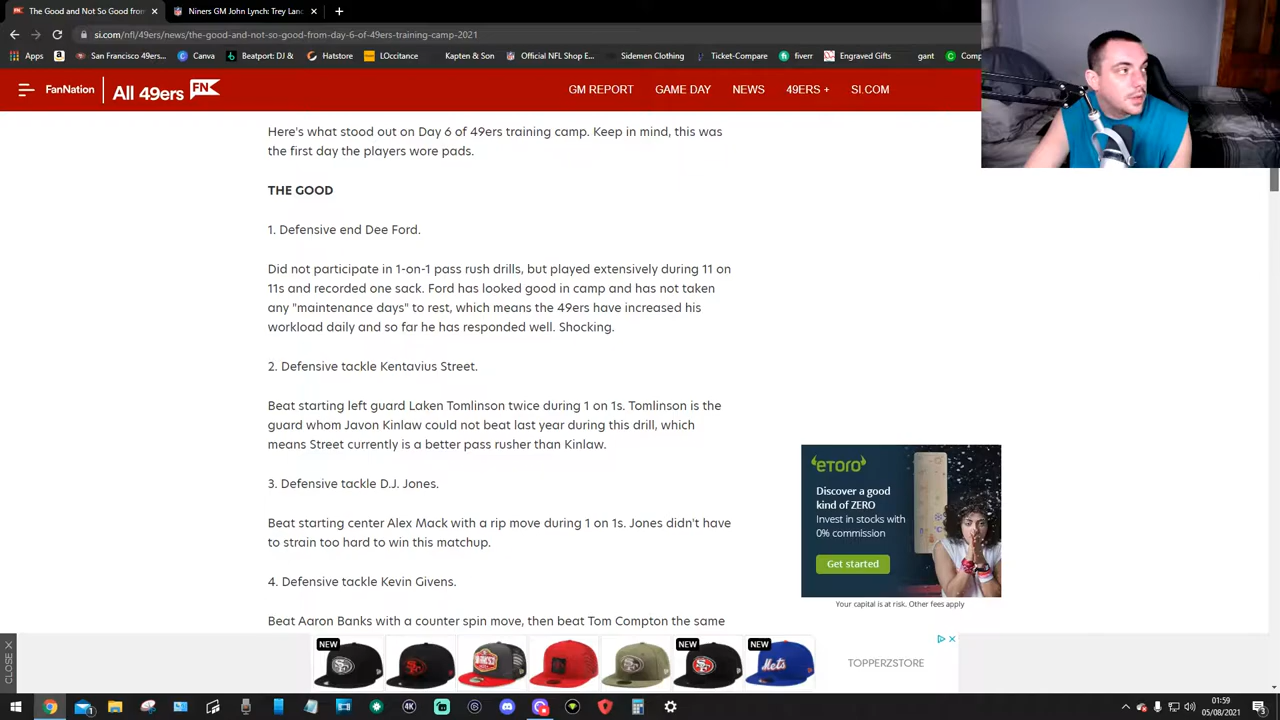 The Good and Not So Good from
Niners GM John Lynch: Trey Lanc
si.com/nfl/49ers/news/the-good-and-not-so-good-from-day-6-of-49ers-training-camp-2021
Apps
San Francisco 49ers...
Canva
Beatport: DJ &...
Hatstore
LOccitance
Kapten & Son
Official NFL Shop E...
Sidemen Clothing
Ticket-Compare
fiverr
Engraved Gifts
gant
FanNation
All 49ers FN
GM REPORT
GAME DAY
NEWS
49ERS +
SI.COM
Here's what stood out on Day 6 of 49ers training camp. Keep in mind, this was
the first day the players wore pads.
THE GOOD
1. Defensive end Dee Ford.
Did not participate in 1-on-1 pass rush drills, but played extensively during 11 on
11s and recorded one sack. Ford has looked good in camp and has not taken
any "maintenance days" to rest, which means the 49ers have increased his
workload daily and so far he has responded well. Shocking.
2. Defensive tackle Kentavius Street.
Beat starting left guard Laken Tomlinson twice during 1 on 1s. Tomlinson is the
guard whom Javon Kinlaw could not beat last year during this drill, which
means Street currently is a better pass rusher than Kinlaw.
3. Defensive tackle D.J. Jones.
Beat starting center Alex Mack with a rip move during 1 on 1s. Jones didn't have
to strain too hard to win this matchup.
4. Defensive tackle Kevin Givens.
Beat Aaron Banks with a counter spin move, then beat Tom Compton the same
eToro
Discover a good
kind of ZERO
Invest in stocks with
0% commission
Get started
Your capital is at risk. Other fees apply
CLOSE X
NEW
NEW
NEW
Mets
TOPPERZSTORE
01:59
05/08/2021